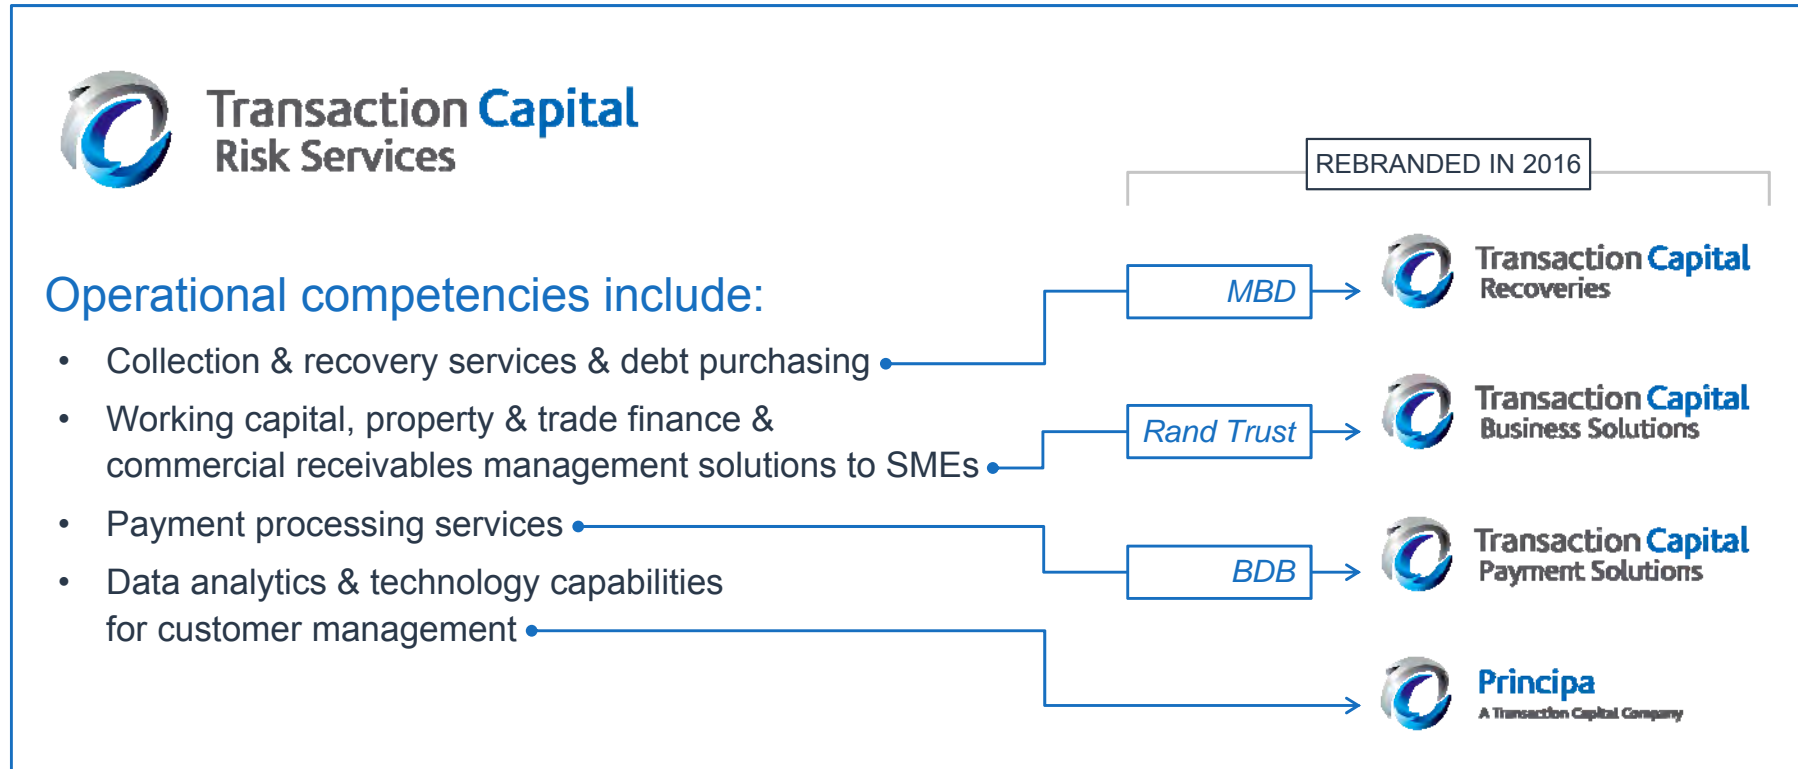 Transaction Capital
Risk Services
REBRANDED IN 2016
Operational competencies include:
• Collection & recovery services & debt purchasing
• Working capital, property & trade finance &
commercial receivables management solutions to SMEs
• Payment processing services
• Data analytics & technology capabilities
for customer management
MBD
Transaction Capital
Recoveries
Rand Trust
Transaction Capital
Business Solutions
BDB
Transaction Capital
Payment Solutions
Principa
A Transaction Capital Company